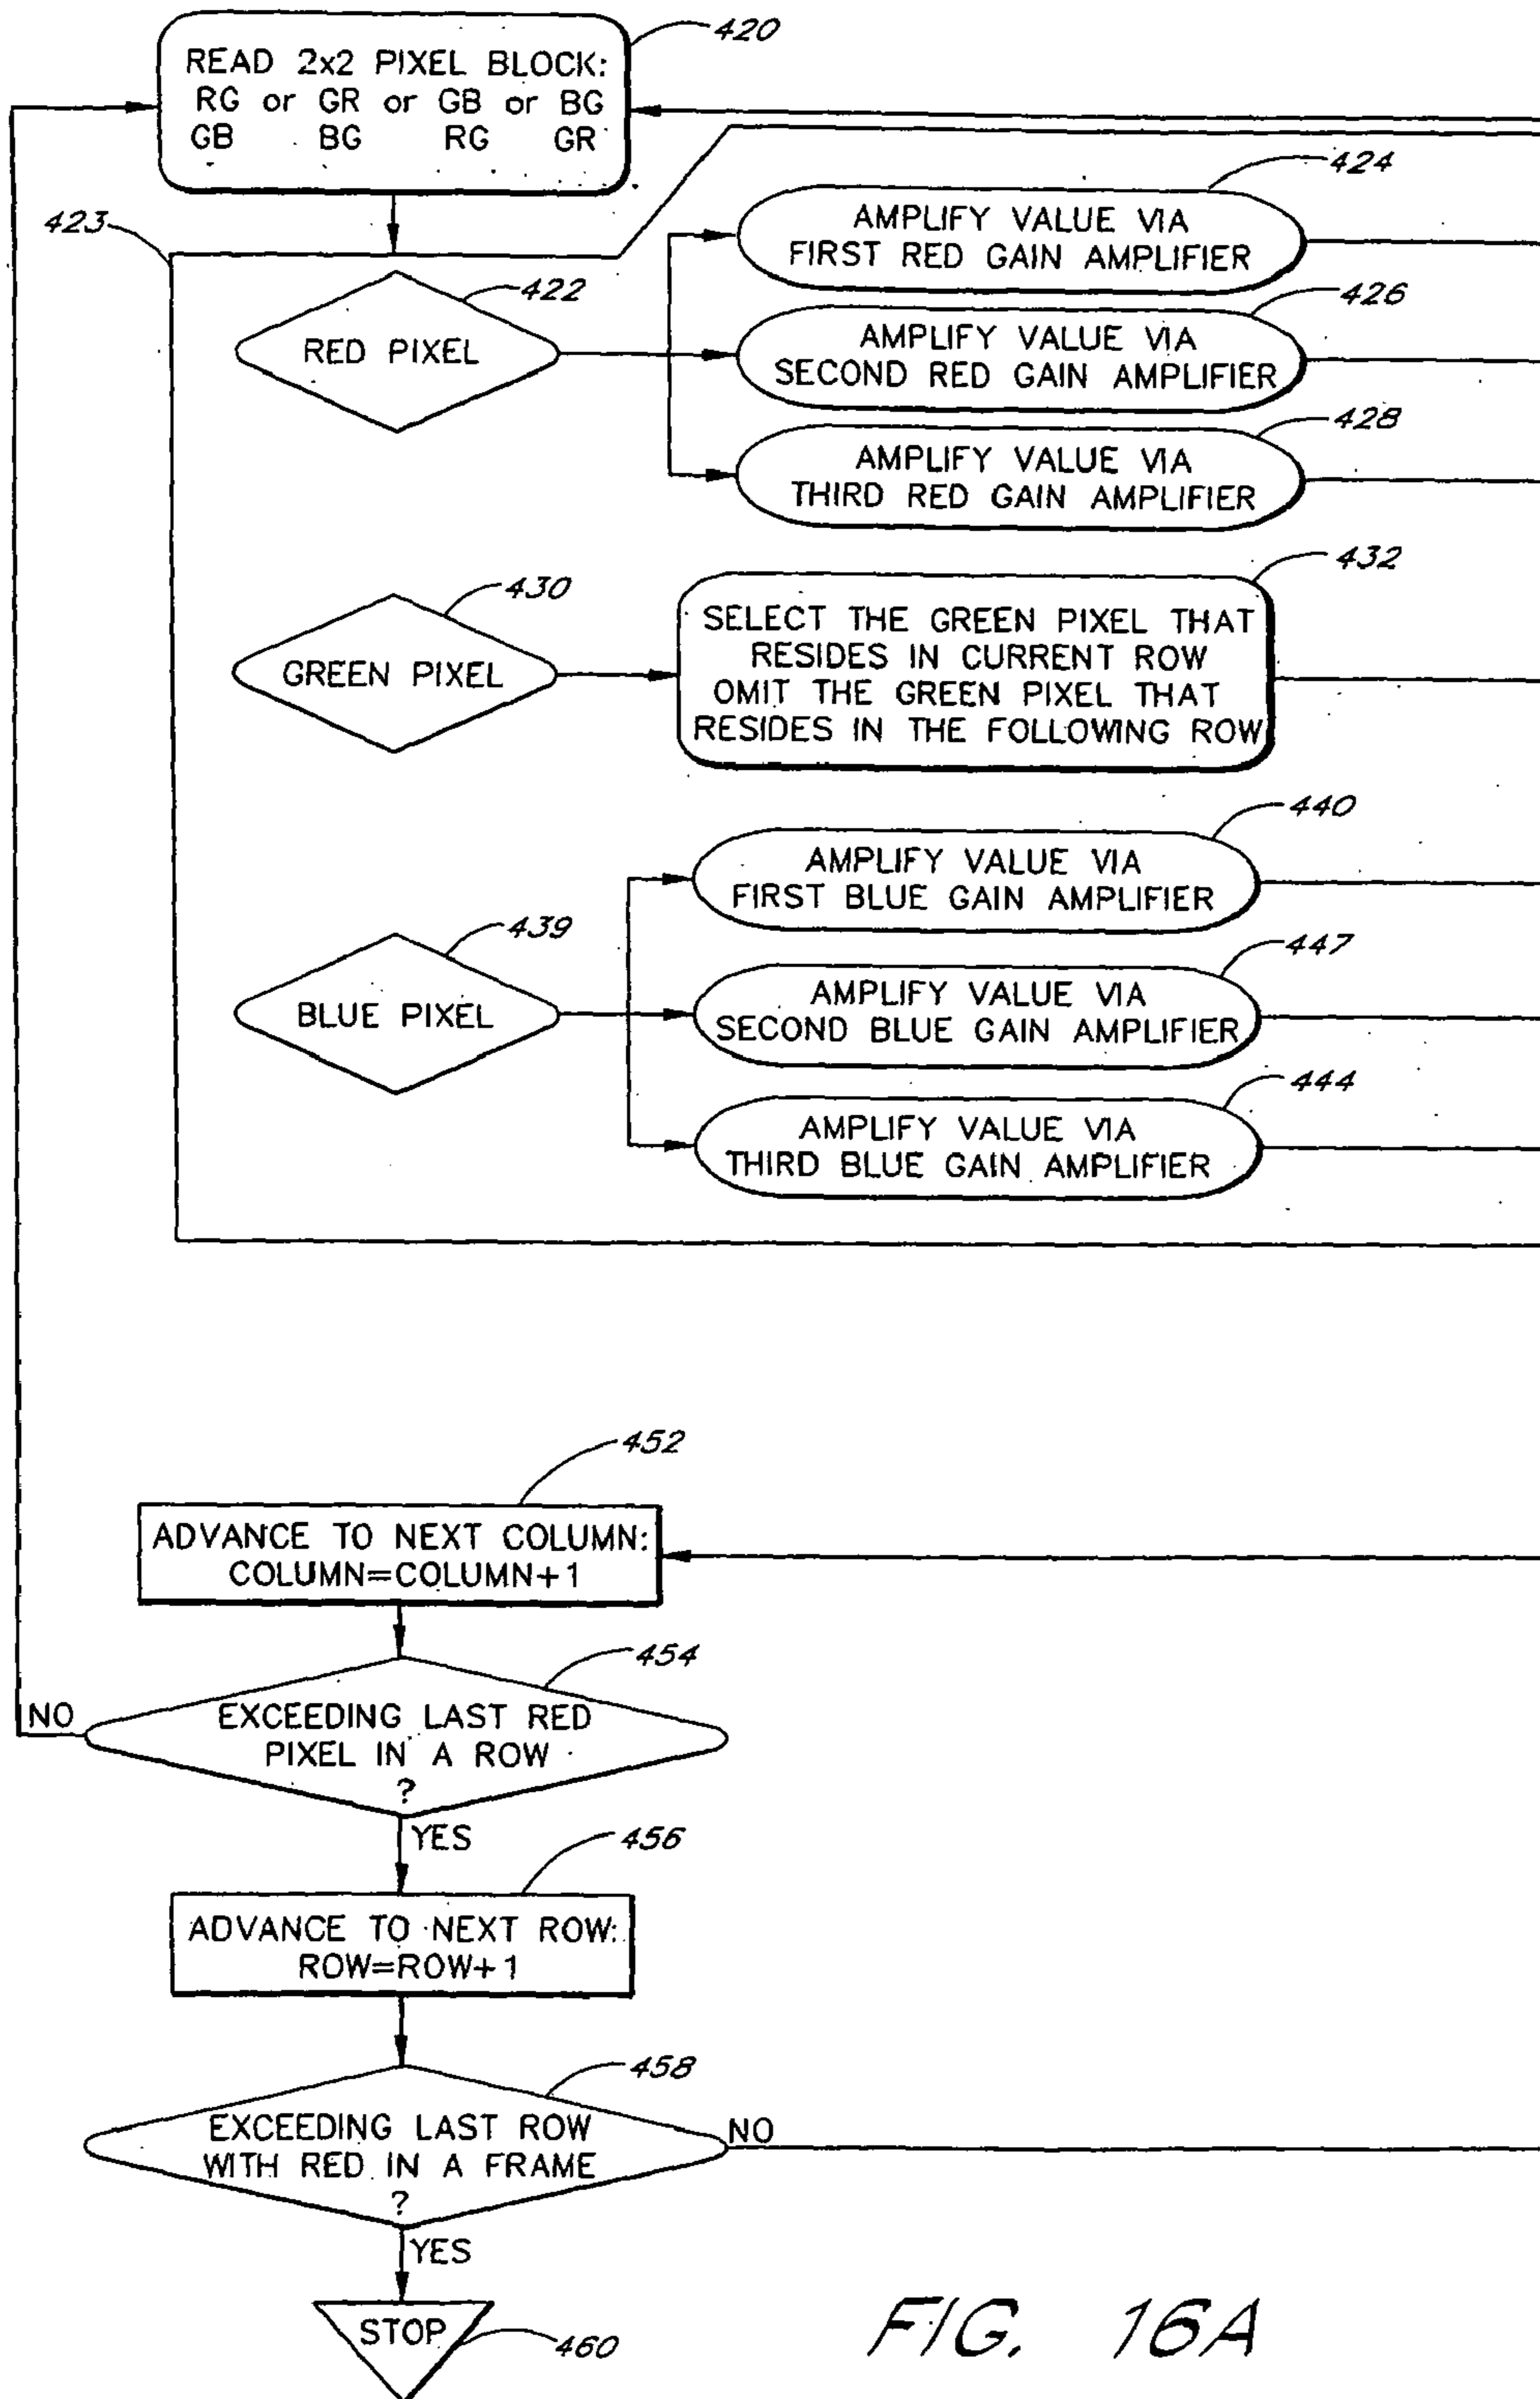 420
READ 2x2 PIXEL BLOCK:
RG or GR or GB or BG
GB BG RG GR
423
422
RED PIXEL
424
AMPLIFY VALUE VIA
FIRST RED GAIN AMPLIFIER
426
AMPLIFY VALUE VIA
SECOND RED GAIN AMPLIFIER
428
AMPLIFY VALUE VIA
THIRD RED GAIN AMPLIFIER
430
GREEN PIXEL
432
SELECT THE GREEN PIXEL THAT
RESIDES IN CURRENT ROW
OMIT THE GREEN PIXEL THAT
RESIDES IN THE FOLLOWING ROW
439
BLUE PIXEL
440
AMPLIFY VALUE VIA
FIRST BLUE GAIN AMPLIFIER
447
AMPLIFY VALUE VIA
SECOND BLUE GAIN AMPLIFIER
444
AMPLIFY VALUE VIA
THIRD BLUE GAIN AMPLIFIER
452
ADVANCE TO NEXT COLUMN:
COLUMN=COLUMN+1
454
EXCEEDING LAST RED
PIXEL IN A ROW
?
NO
YES
456
ADVANCE TO NEXT ROW:
ROW=ROW+1
458
EXCEEDING LAST ROW
WITH RED IN A FRAME
?
NO
YES
STOP
460
FIG. 16A